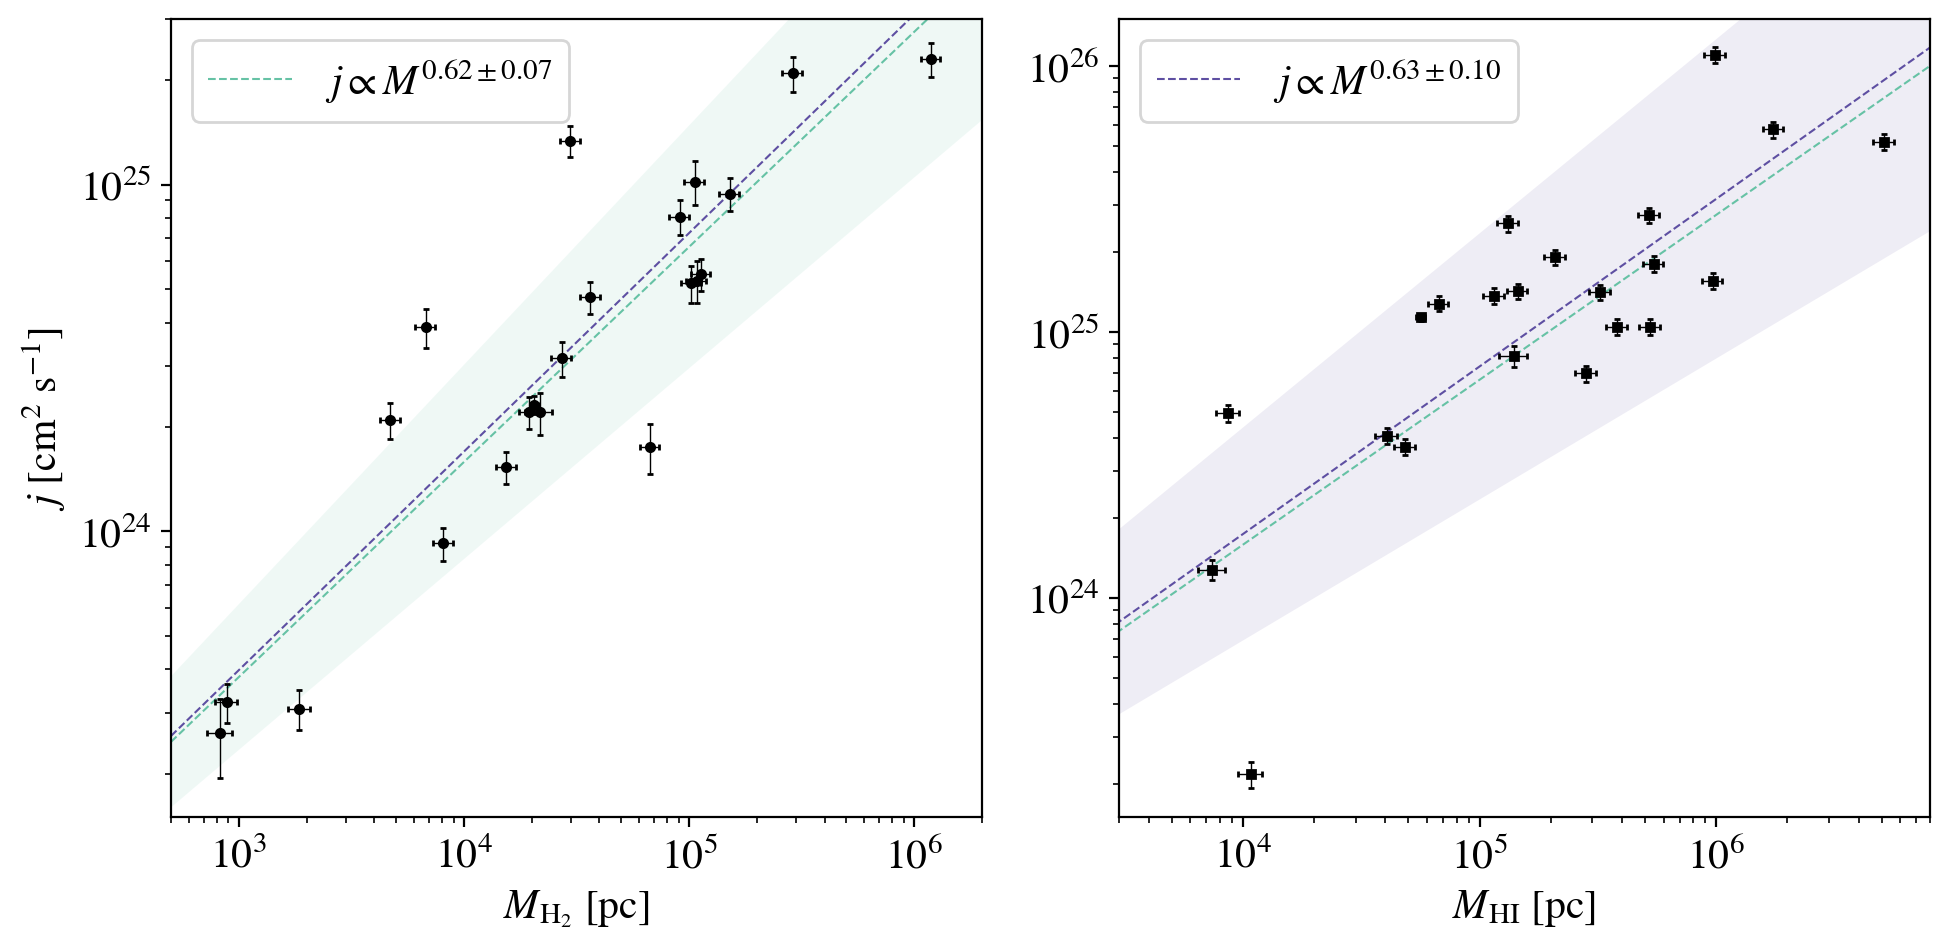 j ∝ M^{0.62 ± 0.07}
10^{25}
10^{24}
j [cm^2 s^{−1}]
10^3 10^4 10^5 10^6
M_{H_2} [pc]
j ∝ M^{0.63 ± 0.10}
10^{26}
10^{25}
10^{24}
10^4 10^5 10^6
M_{HI} [pc]